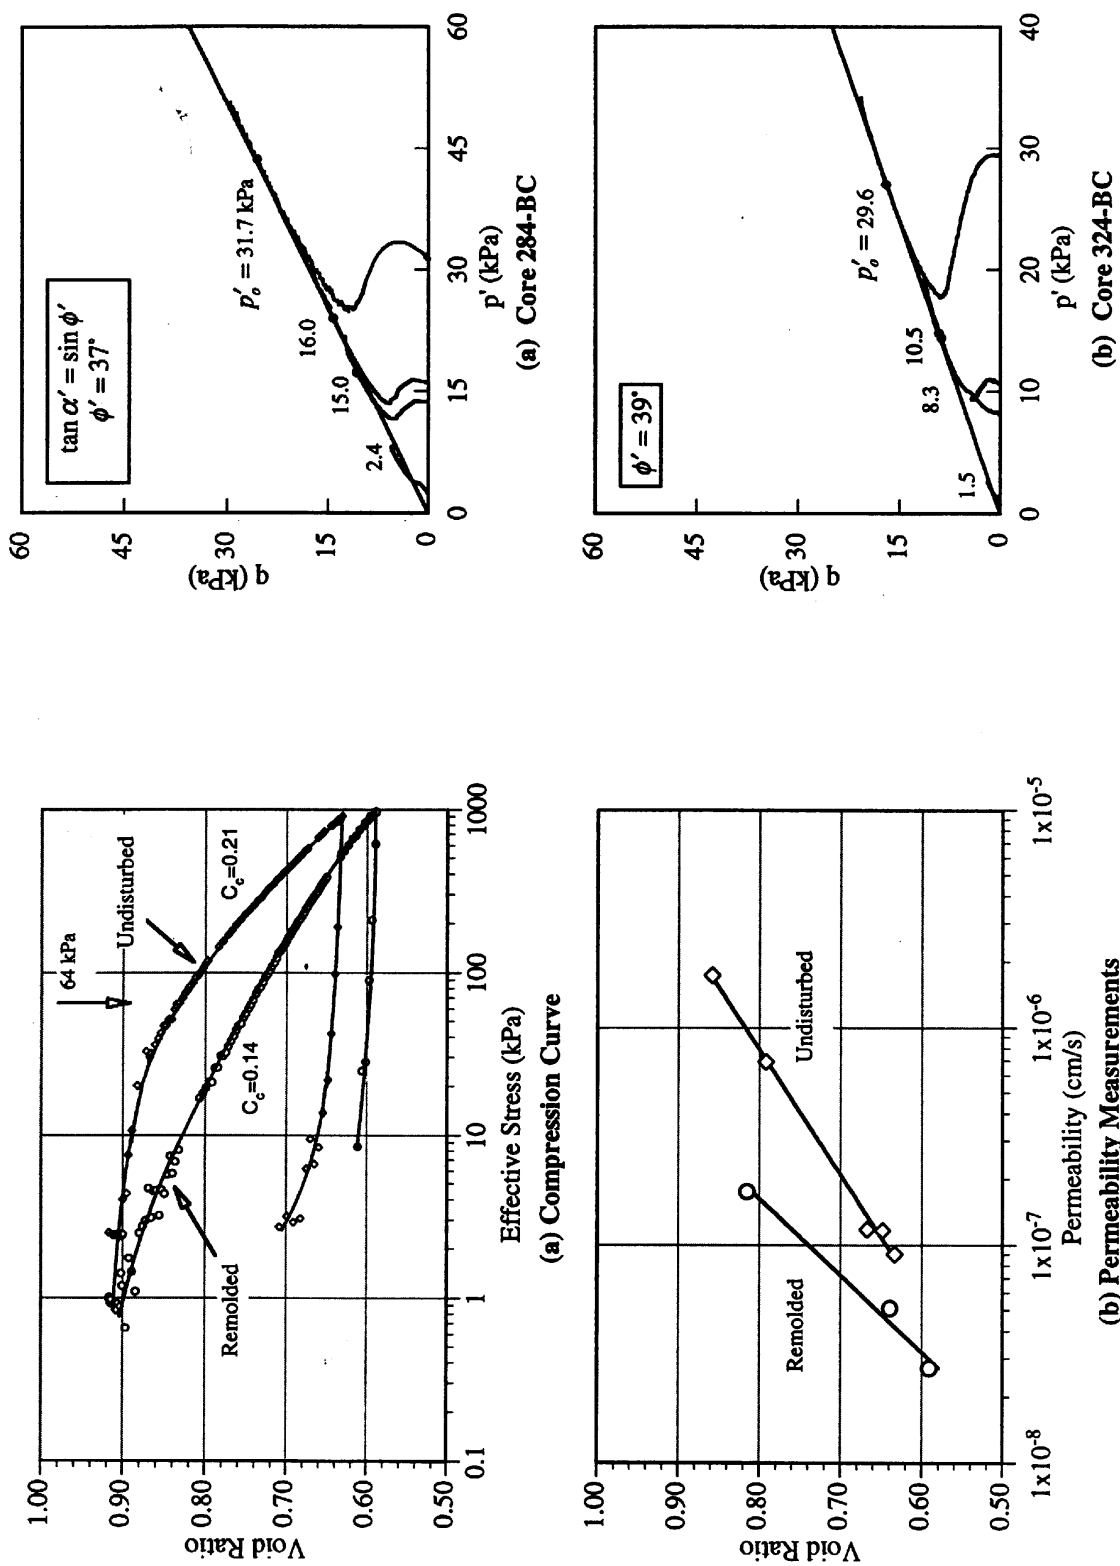 1.00
0.90
0.80
0.70
0.60
0.50
Void Ratio
64 kPa
Undisturbed
C_c=0.21
C_c=0.14
Remolded
0.1
1
10
100
1000
Effective Stress (kPa)
(a) Compression Curve
1.00
0.90
0.80
0.70
0.60
0.50
Void Ratio
Remolded
Undisturbed
1x10⁻⁸
1x10⁻⁷
1x10⁻⁶
1x10⁻⁵
Permeability (cm/s)
(b) Permeability Measurements
60
45
30
15
0
q (kPa)
tan α′ = sin ϕ′
ϕ′ = 37°
2.4
15.0
16.0
p′ₒ = 31.7 kPa
0
15
30
45
60
p' (kPa)
(a) Core 284-BC
60
45
30
15
0
q (kPa)
ϕ′ = 39°
1.5
8.3
10.5
p′ₒ = 29.6
0
10
20
30
40
p' (kPa)
(b) Core 324-BC